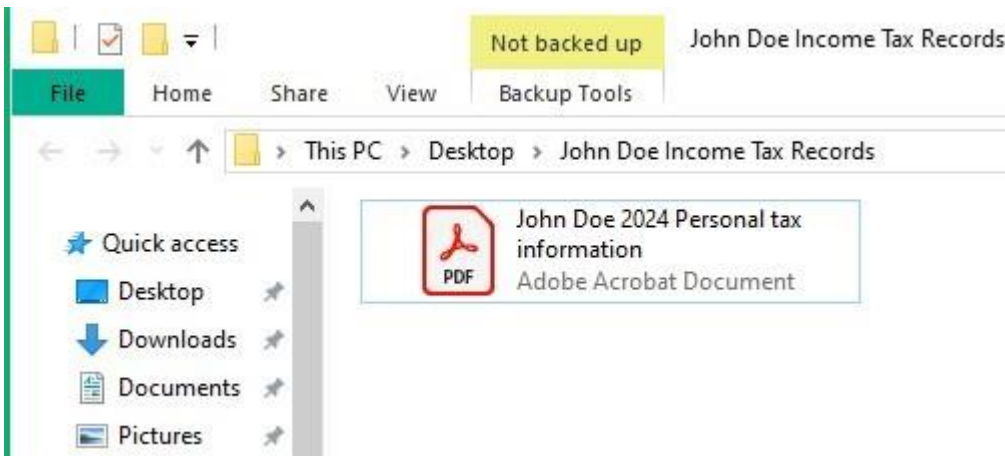 Not backed up
John Doe Income Tax Records
File Home Share View Backup Tools
This PC > Desktop > John Doe Income Tax Records
Quick access
Desktop
Downloads
Documents
Pictures
PDF
John Doe 2024 Personal tax
information
Adobe Acrobat Document